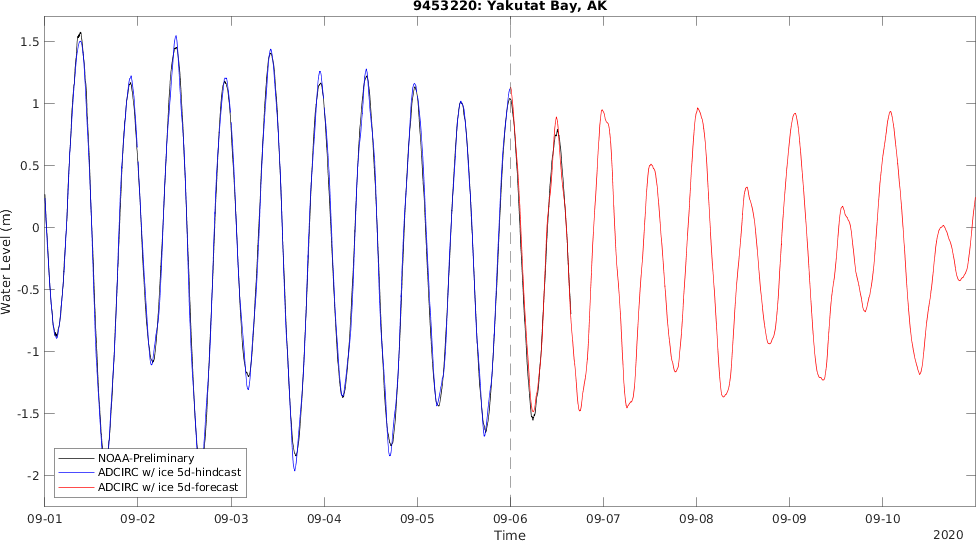 9453220: Yakutat Bay, AK
1.5
1
0.5
0
-0.5
-1
-1.5
-2
Water Level (m)
NOAA-Preliminary
ADCIRC w/ ice 5d-hindcast
ADCIRC w/ ice 5d-forecast
09-01 09-02 09-03 09-04 09-05 09-06 09-07 09-08 09-09 09-10
Time
2020